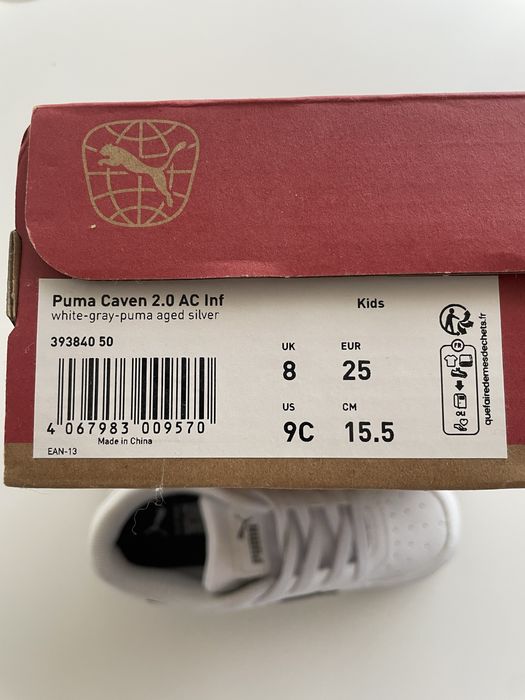 Puma Caven 2.0 AC Inf
white-gray-puma aged silver
Kids
393840 50
UK EUR
8 25
US CM
9C 15.5
4 067983 009570
Made in China
EAN-13
FR
quefairedemesdechets.fr
PUMA